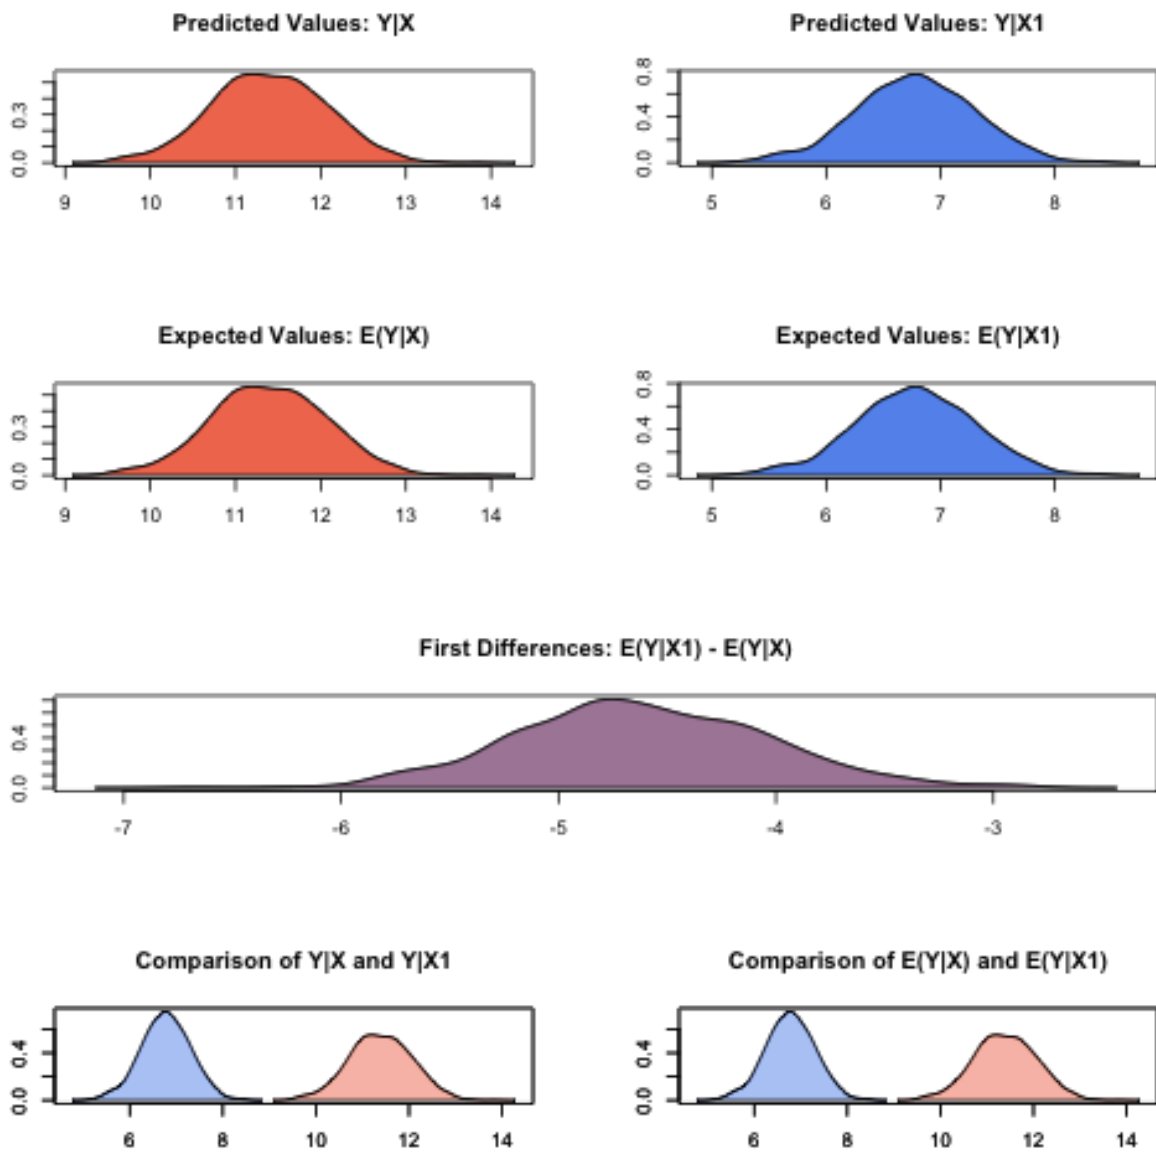 Predicted Values: Y|X
Predicted Values: Y|X1
0.0 0.3
9 10 11 12 13 14
0.0 0.4 0.8
5 6 7 8
Expected Values: E(Y|X)
Expected Values: E(Y|X1)
0.0 0.3
9 10 11 12 13 14
0.0 0.4 0.8
5 6 7 8
First Differences: E(Y|X1) - E(Y|X)
0.0 0.4
-7 -6 -5 -4 -3
Comparison of Y|X and Y|X1
Comparison of E(Y|X) and E(Y|X1)
0.0 0.4
6 8 10 12 14
0.0 0.4
6 8 10 12 14